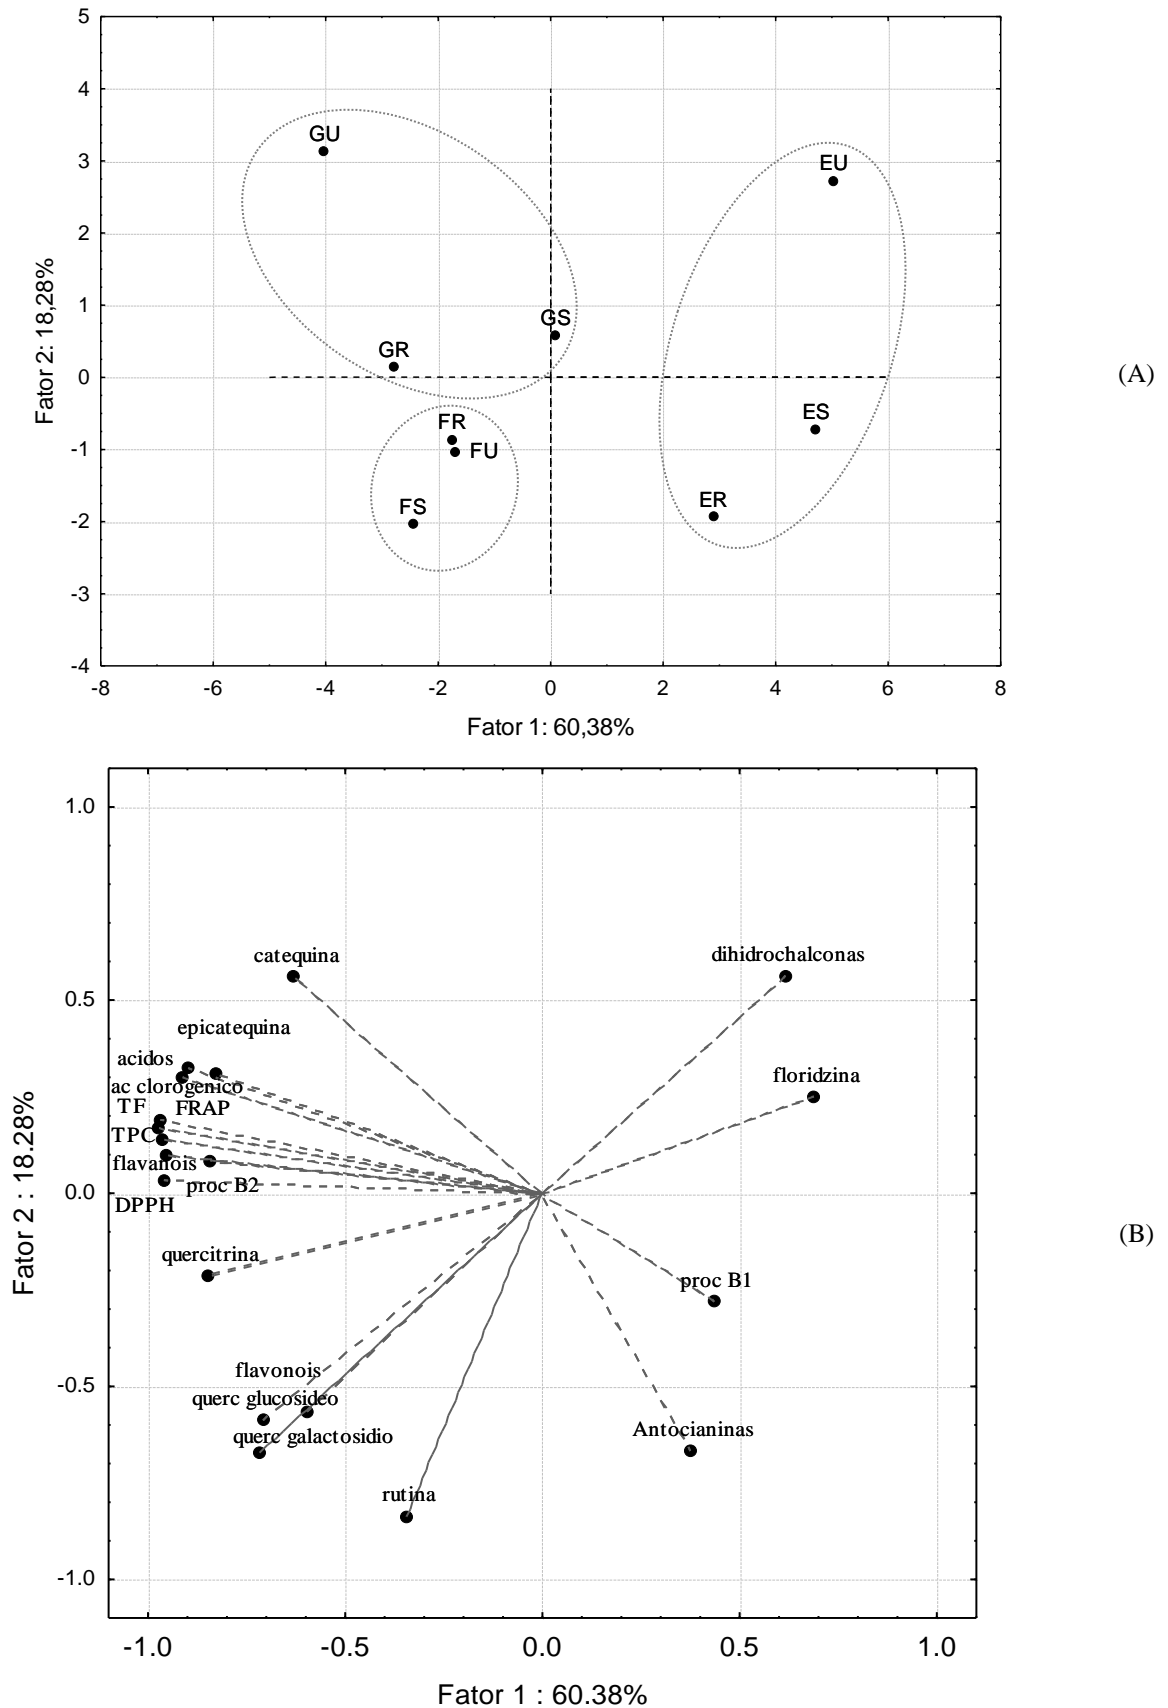 5
4
3
2
1
0
-1
-2
-3
-4
Fator 2: 18,28%
GU
EU
GS
GR
FR
FU
ES
FS
ER
-8
-6
-4
-2
0
2
4
6
8
Fator 1: 60,38%
(A)
1.0
0.5
0.0
-0.5
-1.0
Fator 2 : 18.28%
catequina
dihidrochalconas
epicatequina
acidos
floridzina
ac clorogenico
TF
FRAP
TPC
flavanois
proc B2
DPPH
quercitrina
proc B1
flavonois
querc glucosideo
querc galactosidio
Antocianinas
rutina
-1.0
-0.5
0.0
0.5
1.0
Fator 1 : 60.38%
(B)